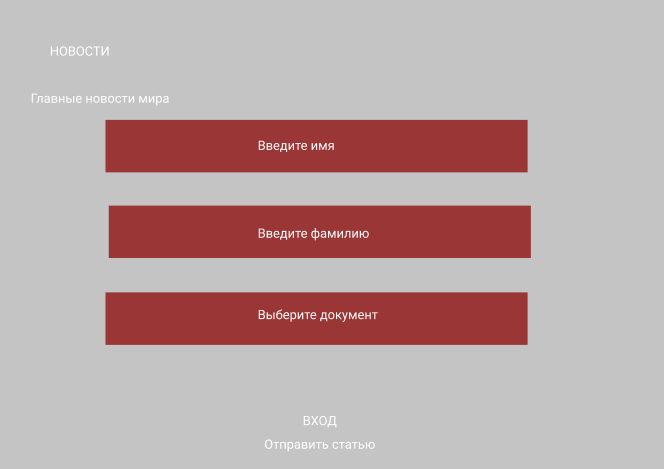 НОВОСТИ
Главные новости мира
Введите имя
Введите фамилию
Выберите документ
ВХОД
Отправить статью